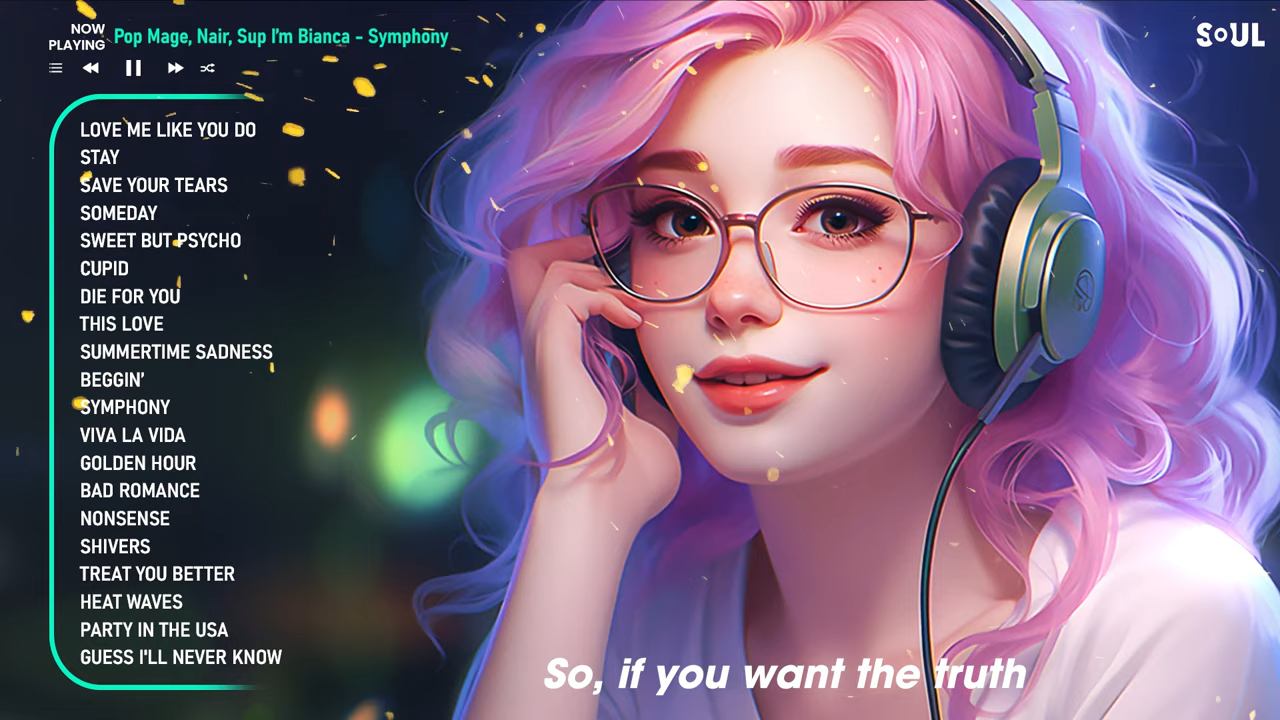 NOW
PLAYING
Pop Mage, Nair, Sup I'm Bianca - Symphony
SOUL
LOVE ME LIKE YOU DO
STAY
SAVE YOUR TEARS
SOMEDAY
SWEET BUT PSYCHO
CUPID
DIE FOR YOU
THIS LOVE
SUMMERTIME SADNESS
BEGGIN'
SYMPHONY
VIVA LA VIDA
GOLDEN HOUR
BAD ROMANCE
NONSENSE
SHIVERS
TREAT YOU BETTER
HEAT WAVES
PARTY IN THE USA
GUESS I'LL NEVER KNOW
So, if you want the truth